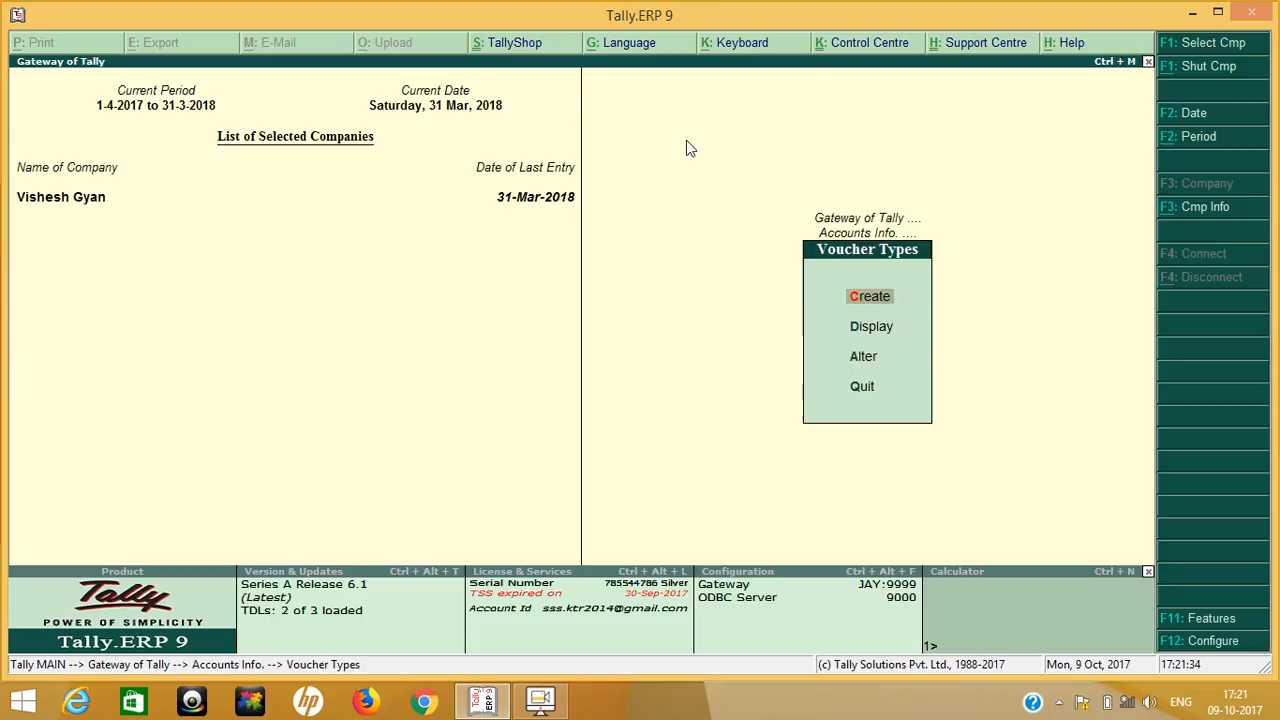 Tally.ERP 9
P: Print
E: Export
M: E-Mail
O: Upload
S: TallyShop
G: Language
K: Keyboard
K: Control Centre
H: Support Centre
H: Help
F1: Select Cmp
F1: Shut Cmp
F2: Date
F2: Period
F3: Company
F3: Cmp Info
F4: Connect
F4: Disconnect
F11: Features
F12: Configure
Gateway of Tally
Ctrl + M
Current Period
Current Date
1-4-2017 to 31-3-2018
Saturday, 31 Mar, 2018
List of Selected Companies
Name of Company
Date of Last Entry
Vishesh Gyan
31-Mar-2018
Gateway of Tally ....
Accounts Info. ....
Voucher Types
Create
Display
Alter
Quit
Product
Tally
POWER OF SIMPLICITY
Tally.ERP 9
Version & Updates Ctrl + Alt + T
Series A Release 6.1
(Latest)
TDLs: 2 of 3 loaded
License & Services Ctrl + Alt + L
Serial Number 785544786 Silver
TSS expired on 30-Sep-2017
Account Id sss.ktr2014@gmail.com
Configuration Ctrl + Alt + F
Gateway JAY:9999
ODBC Server 9000
Calculator Ctrl + N
1>
Tally MAIN --> Gateway of Tally --> Accounts Info. --> Voucher Types
(c) Tally Solutions Pvt. Ltd., 1988-2017
Mon, 9 Oct, 2017
17:21:34
hp
Tally
ERP 9
ENG
17:21
09-10-2017